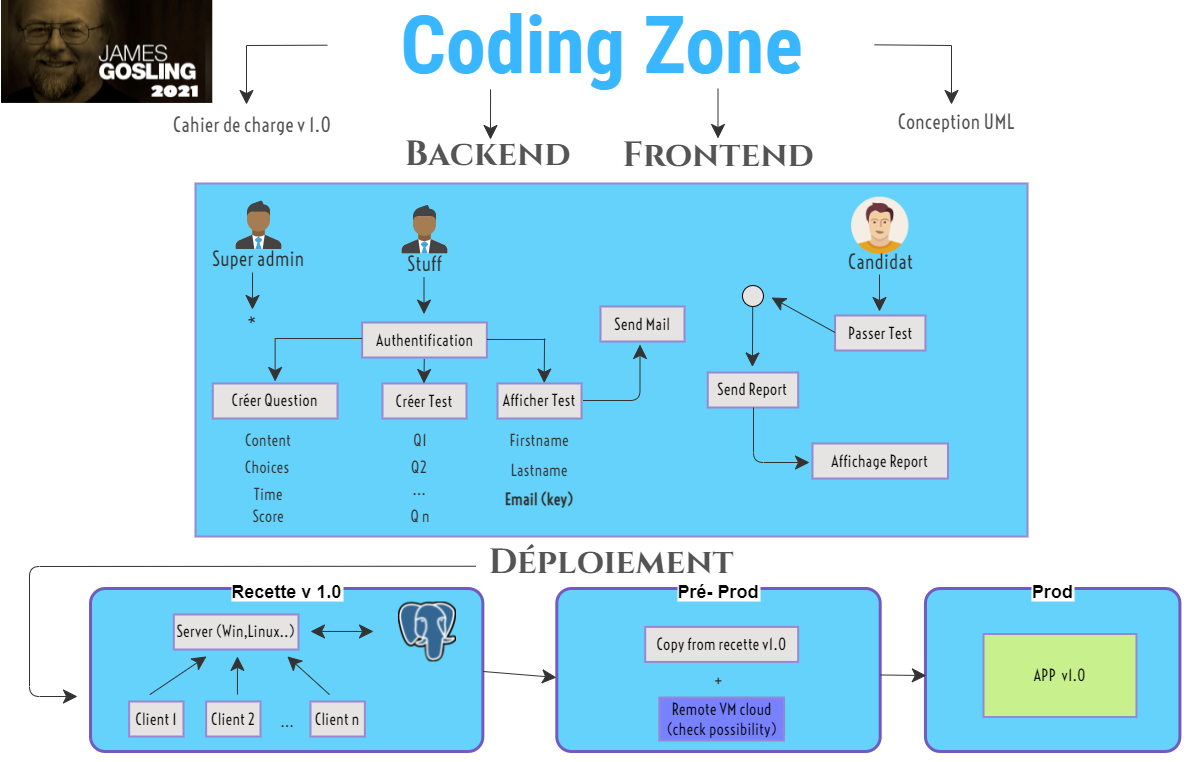 JAMES
GOSLING
2021
Coding Zone
Cahier de charge v 1.0
Conception UML
BACKEND
FRONTEND
Super admin
*
Stuff
Candidat
Authentification
Send Mail
Passer Test
Créer Question
Créer Test
Afficher Test
Send Report
Content
Choices
Time
Score
Q1
Q2
...
Q n
Firstname
Lastname
Email (key)
Affichage Report
DÉPLOIEMENT
Recette v 1.0
Server (Win,Linux..)
Client 1
Client 2
...
Client n
Pré- Prod
Copy from recette v1.0
+
Remote VM cloud
(check possibility)
Prod
APP v1.0